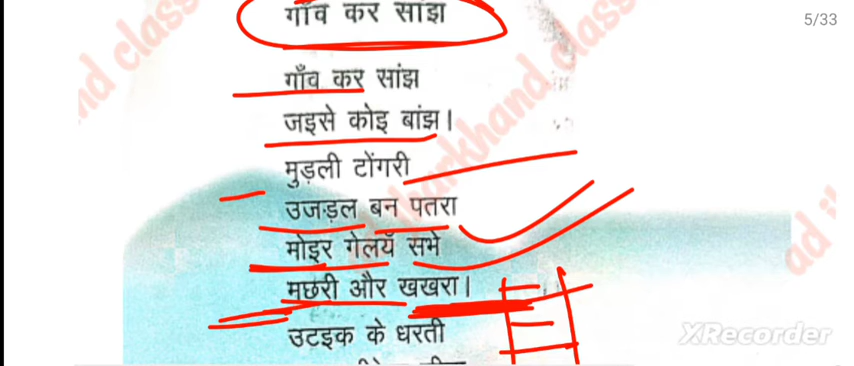 गाँव कर सांझ
5/33
गाँव कर सांझ
जइसे कोइ बांझ।
मुड़ली टोंगरी
उजड़ल बन पतरा
मोइर गेलयँ सभे
मछरी और खखरा।
उटइक के धरती
XRecorder